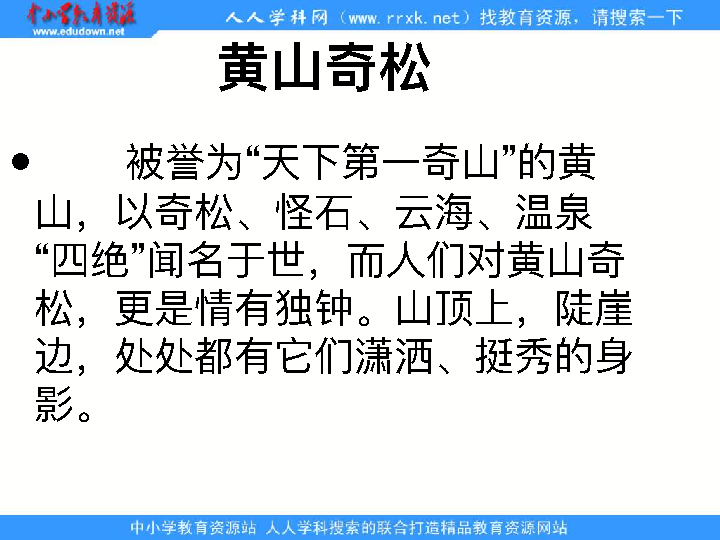 中小学教育资源
www.edudown.net
人人学科网（www.rrxk.net）找教育资源，请搜索一下
黄山奇松
● 被誉为“天下第一奇山”的黄
山，以奇松、怪石、云海、温泉
“四绝”闻名于世，而人们对黄山奇
松，更是情有独钟。山顶上，陡崖
边，处处都有它们潇洒、挺秀的身
影。
中小学教育资源站 人人学科搜索的联合打造精品教育资源网站